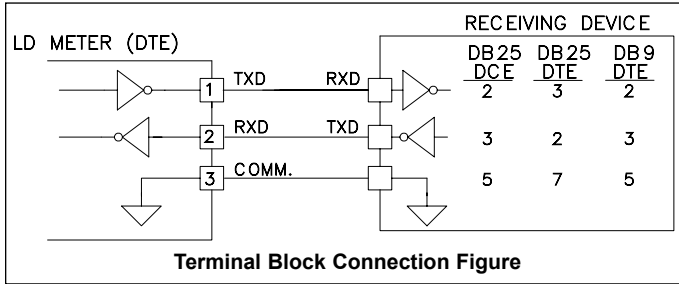 RECEIVING DEVICE
LD METER (DTE)
DB25 DB25 DB9
DCE DTE DTE
1 TXD RXD 2 3 2
2 RXD TXD 3 2 3
3 COMM. 5 7 5
Terminal Block Connection Figure